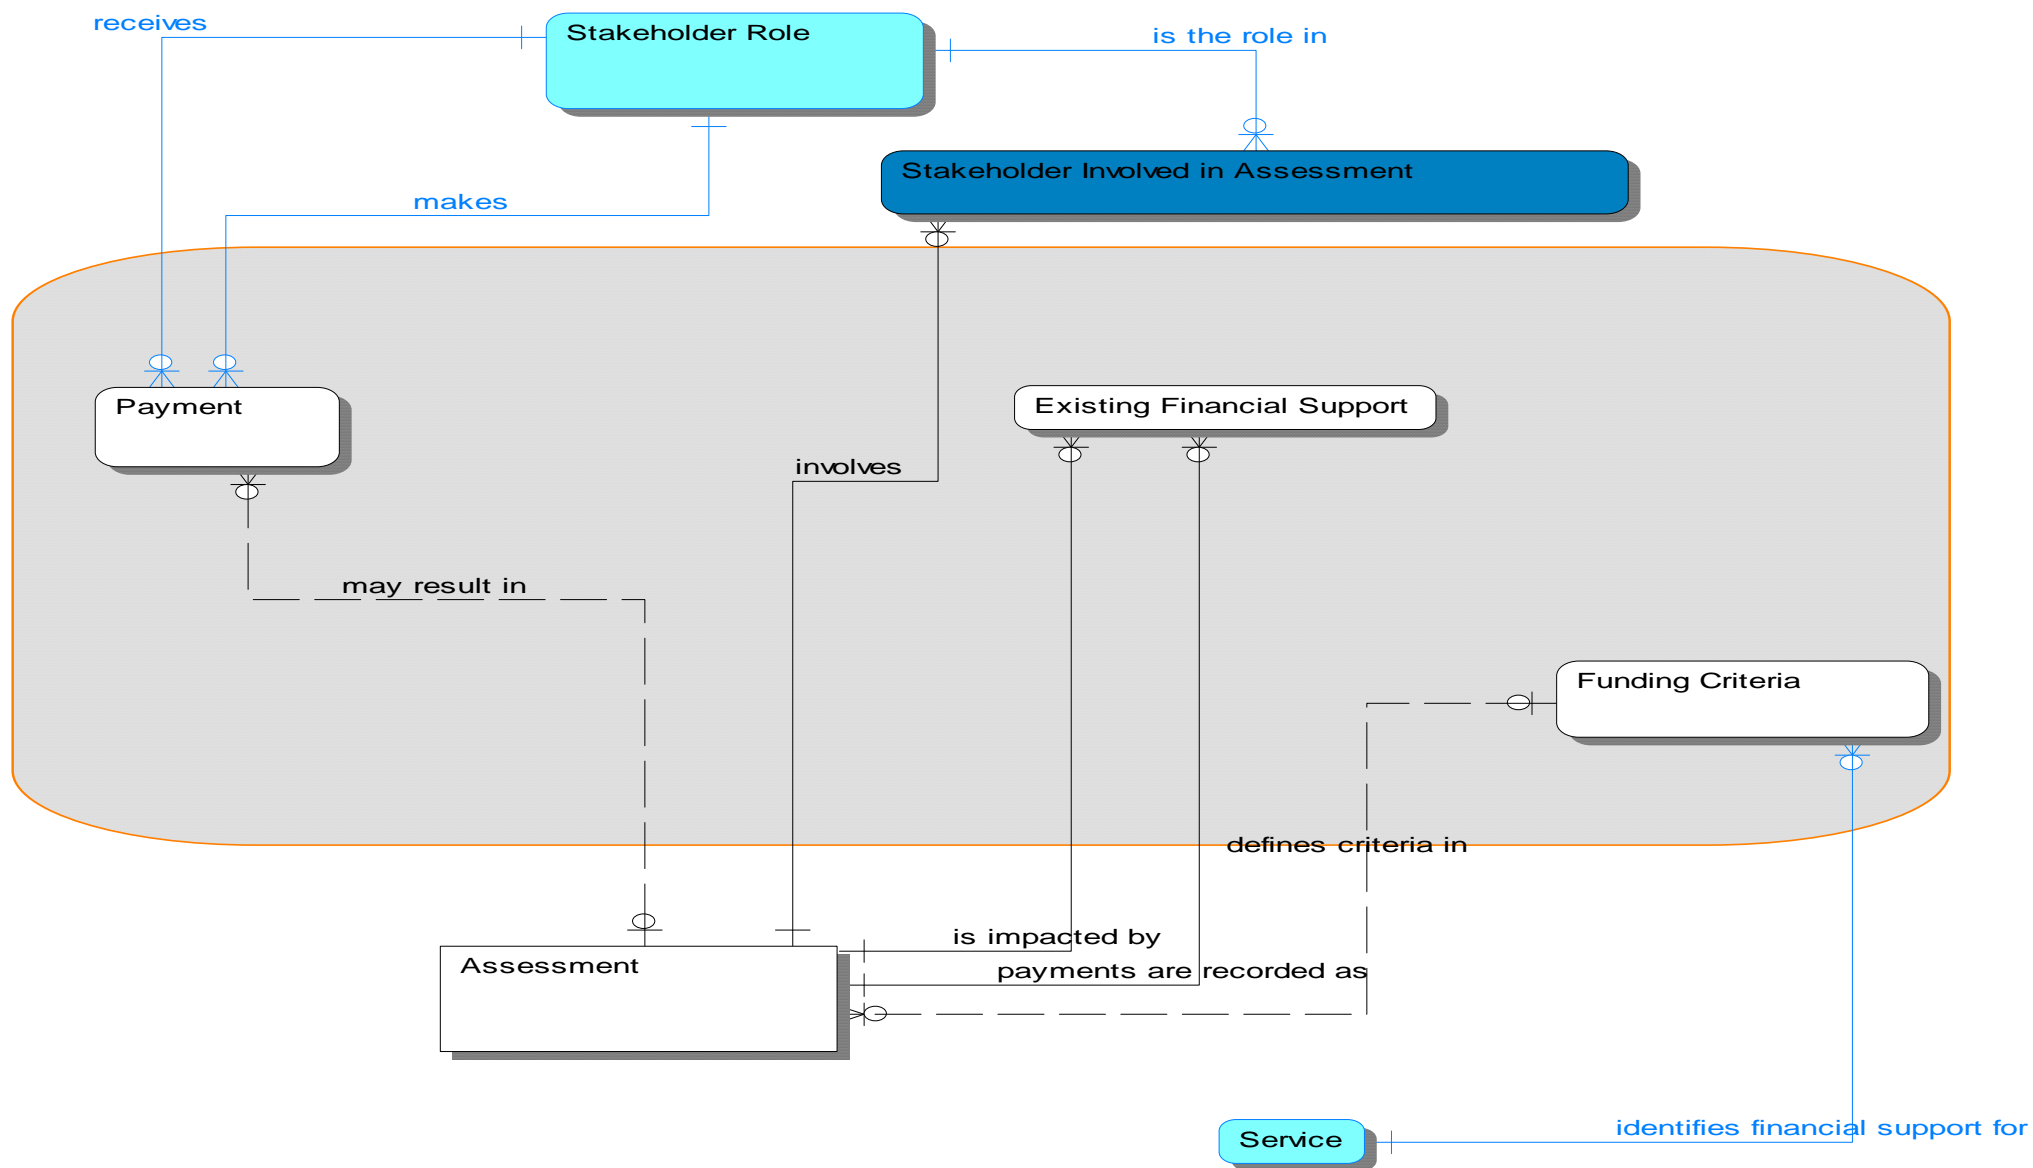 receives
Stakeholder Role
is the role in
Stakeholder Involved in Assessment
makes
Payment
Existing Financial Support
involves
may result in
Funding Criteria
defines criteria in
is impacted by
Assessment
payments are recorded as
identifies financial support for
Service